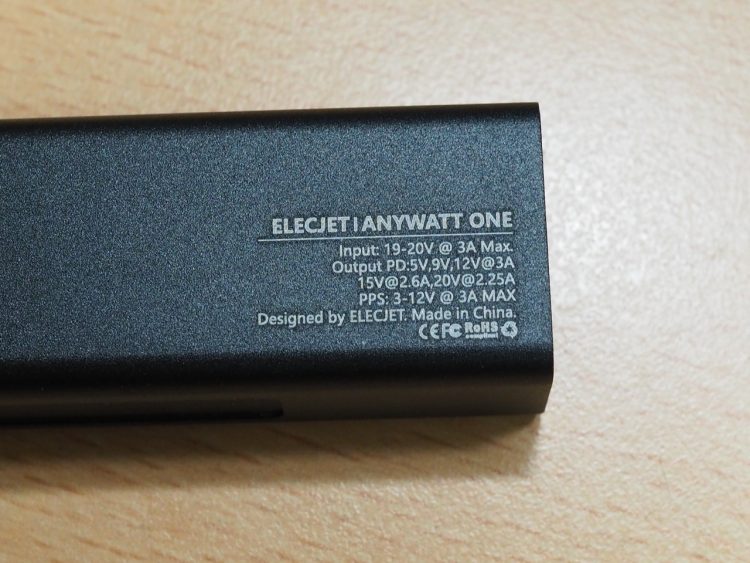 ELECJET | ANYWATT ONE
Input: 19-20V @ 3A Max.
Output PD:5V,9V,12V@3A
15V@2.6A,20V@2.25A
PPS: 3-12V @ 3A MAX
Designed by ELECJET. Made in China.
CE FC RoHS
compliant